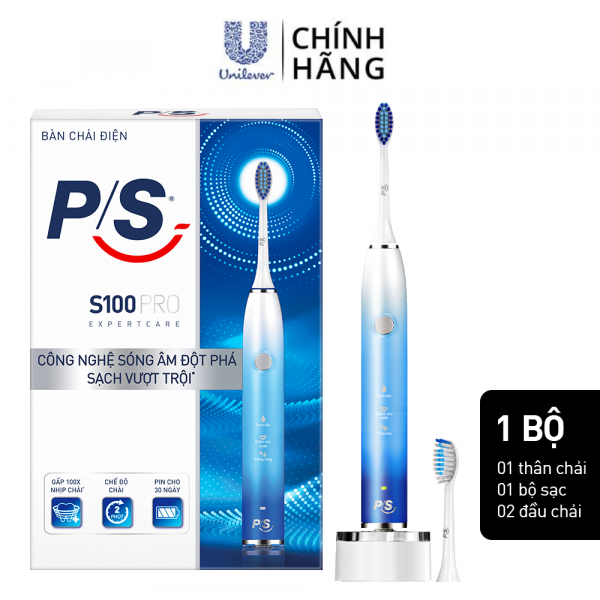 Unilever
CHÍNH
HÃNG
BÀN CHẢI ĐIỆN
P/S®
S100 PRO
EXPERTCARE
CÔNG NGHỆ SÓNG ÂM ĐỘT PHÁ
SẠCH VƯỢT TRỘI*
GẤP 100X
NHỊP CHẢI*
CHẾ ĐỘ
CHẢI
2
PHÚT
PIN CHO
30 NGÀY
P/S
P/S
P/S
P/S
P/S
1 BỘ
01 thân chải
01 bộ sạc
02 đầu chải